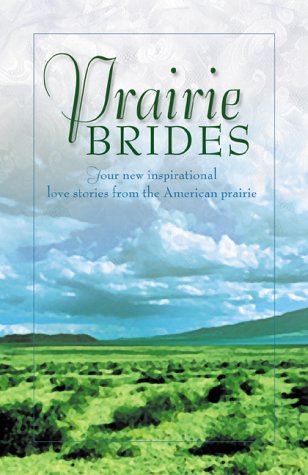 Prairie
BRIDES
Four new inspirational
love stories from the American prairie